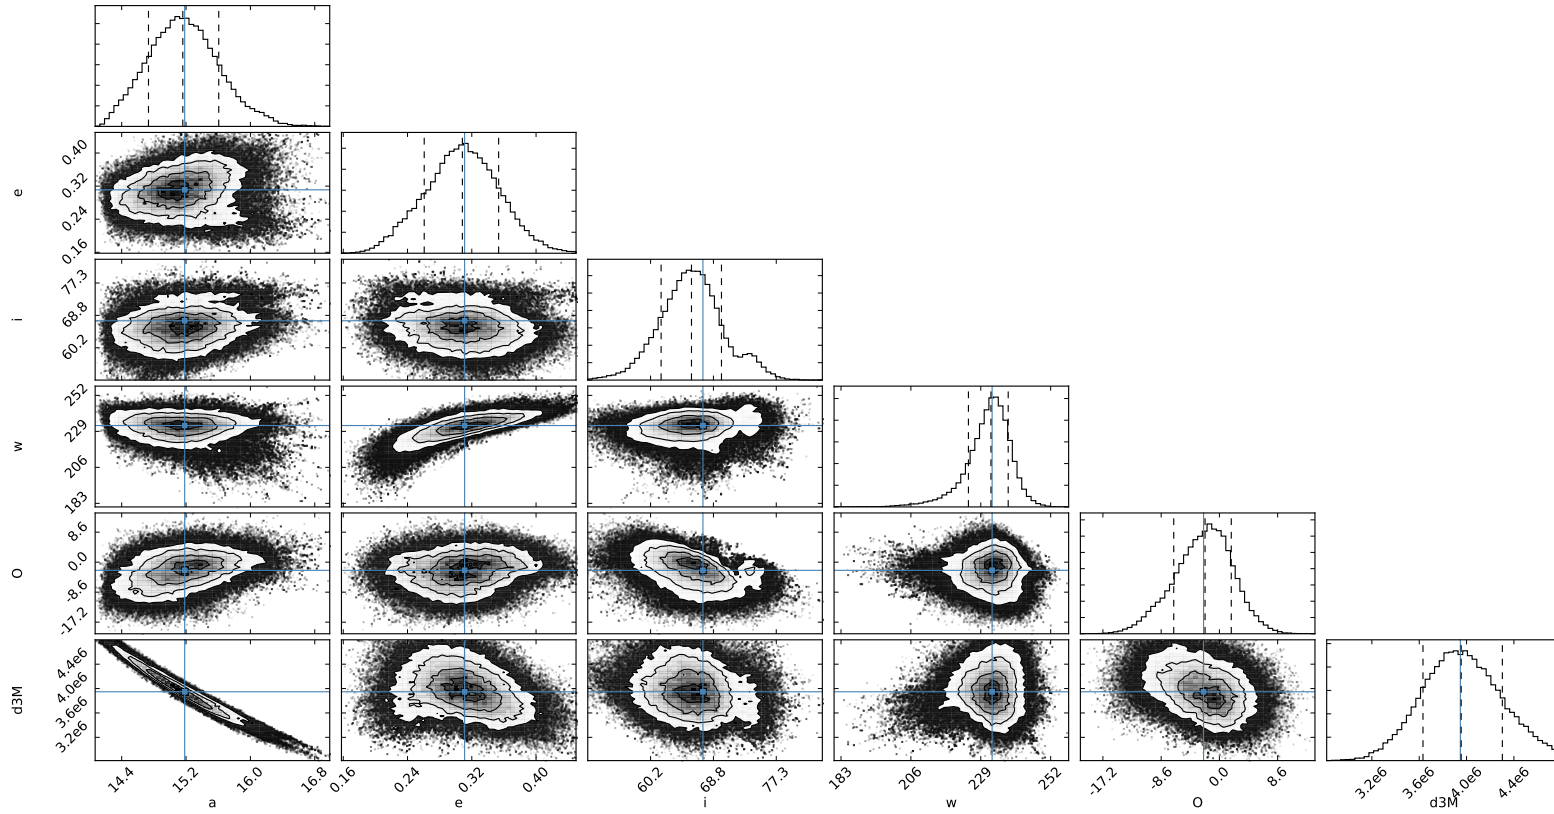 0.40
0.32
0.24
0.16
e
77.3
68.8
60.2
i
252
229
206
183
w
8.6
0.0
-8.6
-17.2
O
4.4e6
4.0e6
3.6e6
3.2e6
d3M
14.4 15.2 16.0 16.8
a
0.16 0.24 0.32 0.40
e
60.2 68.8 77.3
i
183 206 229 252
w
-17.2 -8.6 0.0 8.6
O
3.2e6 3.6e6 4.0e6 4.4e6
d3M